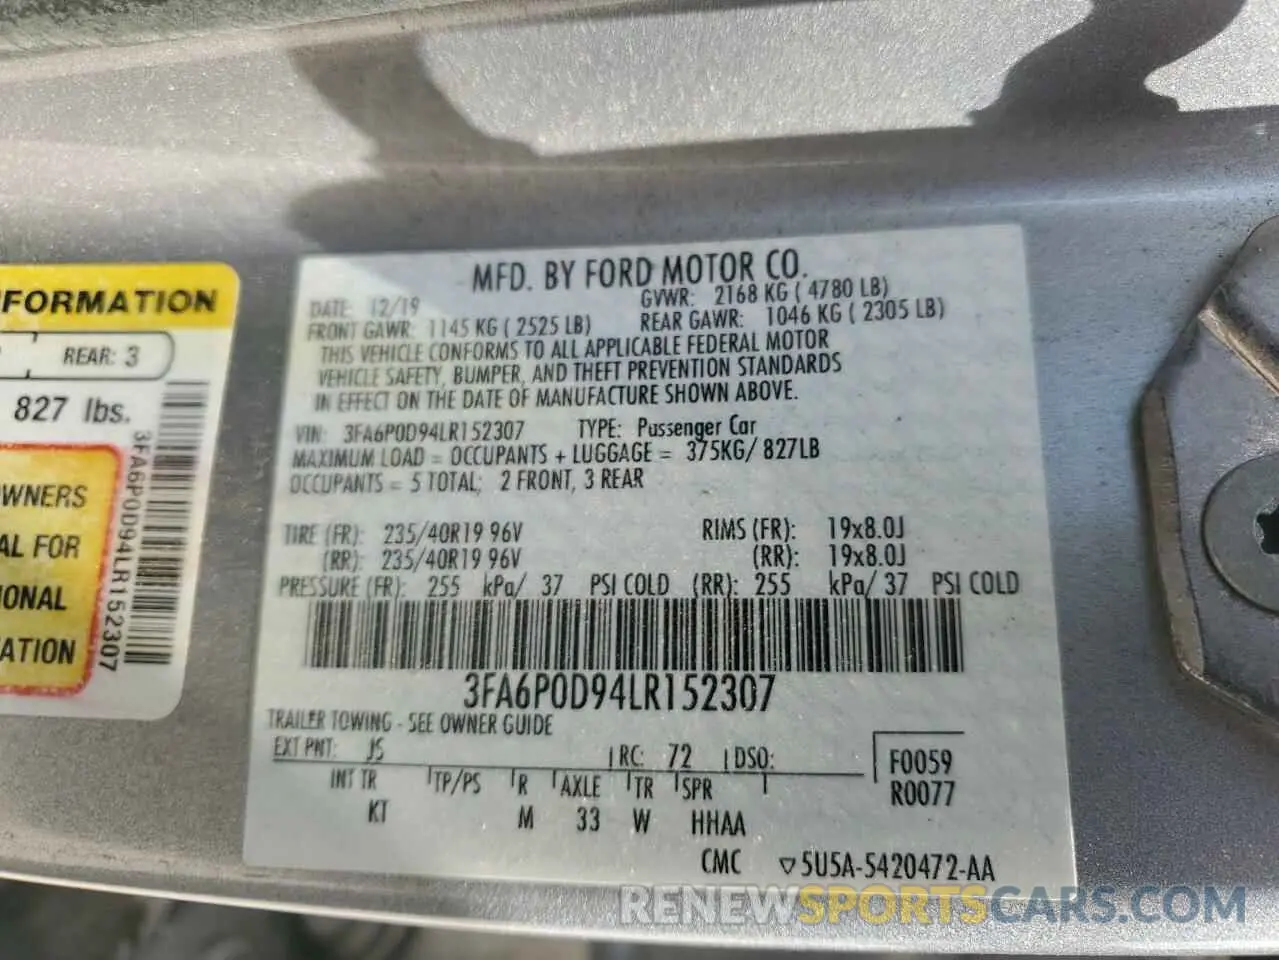 MFD. BY FORD MOTOR CO.
DATE: 12/19 GVWR: 2168 KG ( 4780 LB)
FRONT GAWR: 1145 KG ( 2525 LB) REAR GAWR: 1046 KG ( 2305 LB)
THIS VEHICLE CONFORMS TO ALL APPLICABLE FEDERAL MOTOR
VEHICLE SAFETY, BUMPER, AND THEFT PREVENTION STANDARDS
IN EFFECT ON THE DATE OF MANUFACTURE SHOWN ABOVE.
VIN: 3FA6P0D94LR152307 TYPE: Passenger Car
MAXIMUM LOAD = OCCUPANTS + LUGGAGE = 375KG/ 827LB
OCCUPANTS = 5 TOTAL; 2 FRONT, 3 REAR
TIRE (FR): 235/40R19 96V RIMS (FR): 19x8.0J
(RR): 235/40R19 96V (RR): 19x8.0J
PRESSURE (FR): 255 kPa/ 37 PSI COLD (RR): 255 kPa/ 37 PSI COLD
3FA6P0D94LR152307
TRAILER TOWING - SEE OWNER GUIDE
EXT PNT: JS RC: 72 DSO: F0059
INT TR TP/PS R AXLE TR SPR R0077
KT M 33 W HHAA
CMC ▽5U5A-5420472-AA
FORMATION
REAR: 3
827 lbs.
3FA6P0D94LR152307
OWNERS
AL FOR
IONAL
ATION
RENEWSPORTSCARS.COM